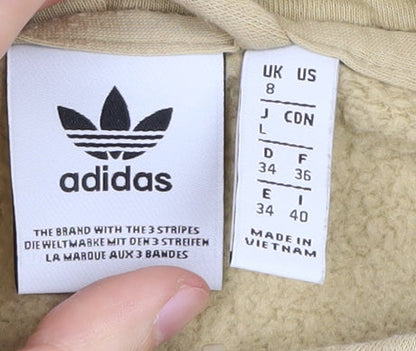 adidas
THE BRAND WITH THE 3 STRIPES
DIE WELTMARKE MIT DEN 3 STREIFEN
LA MARQUE AUX 3 BANDES
UK US
8
J CDN
L
D F
34 36
E I
34 40
MADE IN
VIETNAM